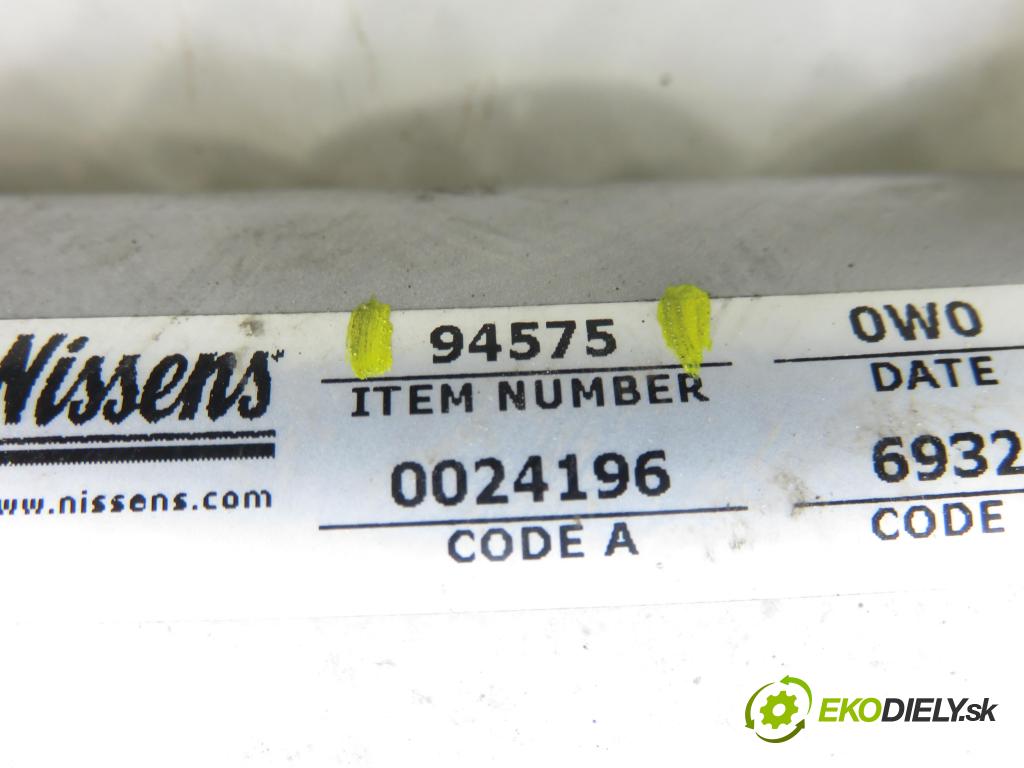 Nissens
www.nissens.com
94575
ITEM NUMBER
0024196
CODE A
0W0
DATE
6932
CODE
EKODIELY.sk